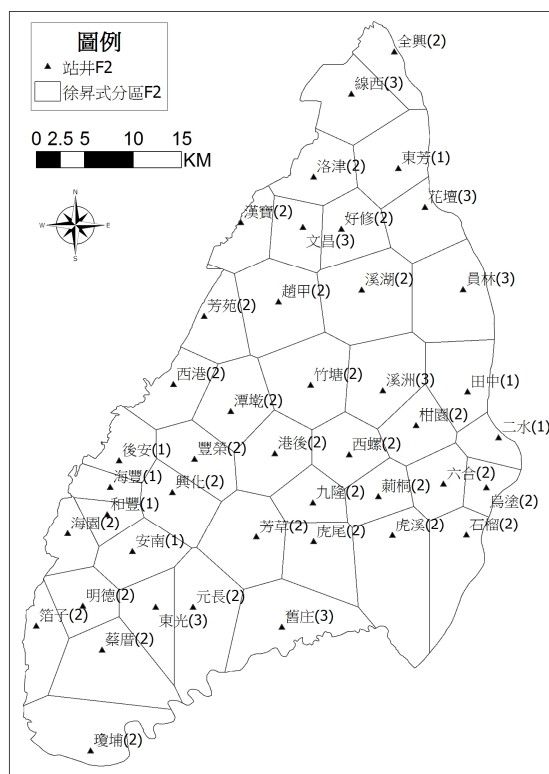 圖例
站井F2
徐昇式分區F2
0 2.5 5 10 15
KM
N
W E
S
全興(2)
線西(3)
東芳(1)
洛津(2)
花壇(3)
漢寶(2)
好修(2)
文昌(3)
溪湖(2)
員林(3)
趙甲(2)
芳苑(2)
西港(2)
竹塘(2)
溪洲(3)
田中(1)
潭墘(2)
柑園(2)
二水(1)
後安(1)
豐榮(2)
港後(2)
西螺(2)
海豐(1)
興化(2)
六合(2)
烏塗(2)
九隆(2)
莿桐(2)
和豐(1)
海園(2)
安南(1)
芳草(2)
虎尾(2)
虎溪(2)
石榴(2)
明德(2)
元長(2)
箔子(2)
東光(3)
舊庄(3)
蔡厝(2)
瓊埔(2)